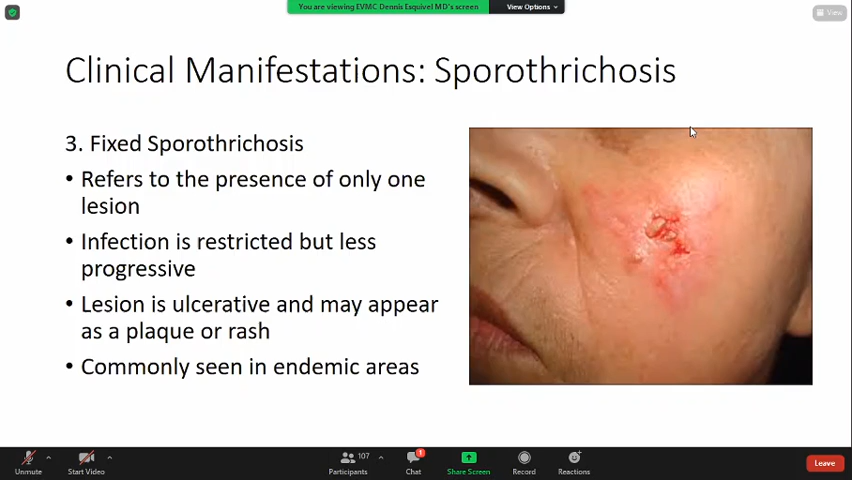 You are viewing EVMC Dennis Esquivel MD's screen
View Options
View
Clinical Manifestations: Sporothrichosis
3. Fixed Sporothrichosis
• Refers to the presence of only one
lesion
• Infection is restricted but less
progressive
• Lesion is ulcerative and may appear
as a plaque or rash
• Commonly seen in endemic areas
Unmute
Start Video
107
Participants
1
Chat
Share Screen
Record
Reactions
Leave